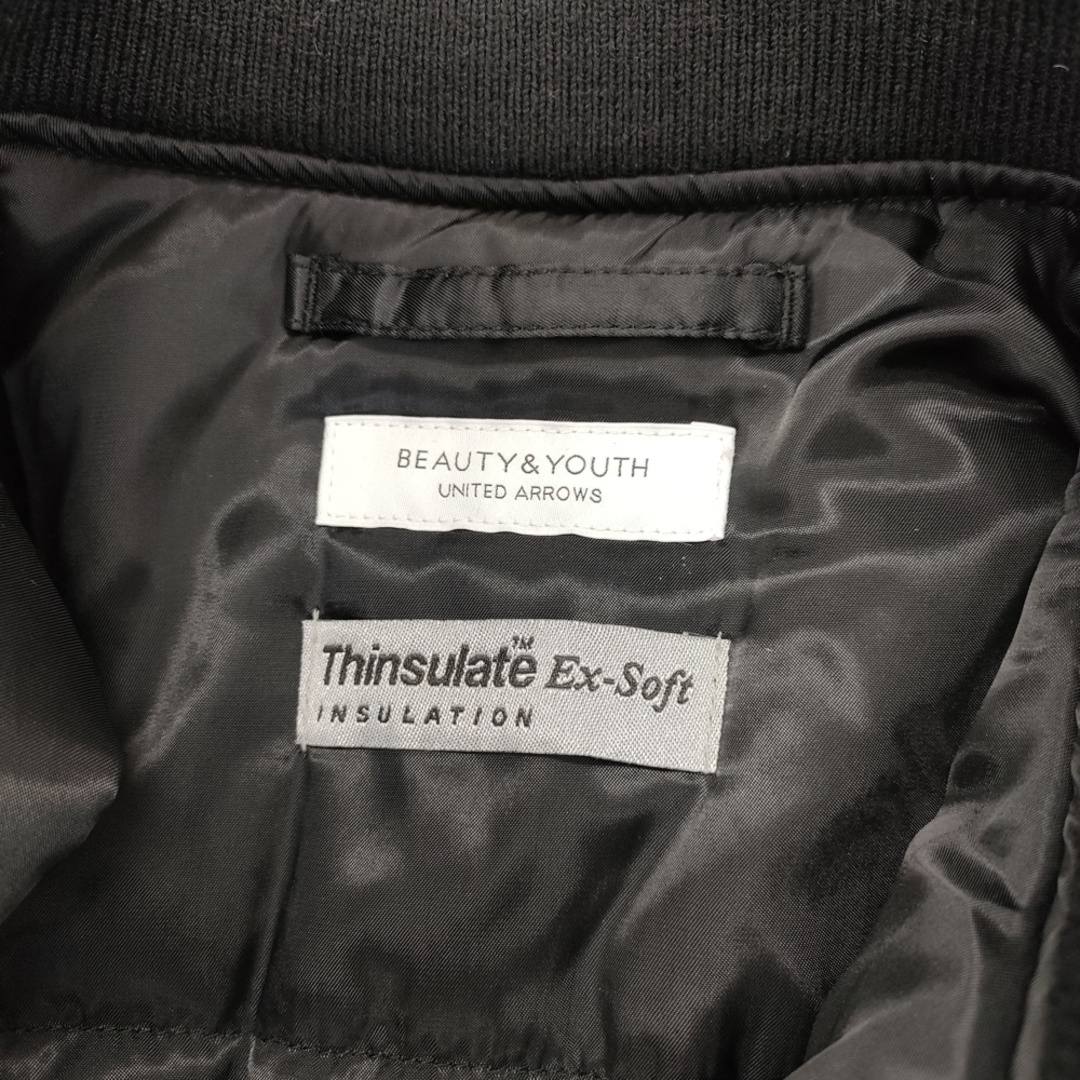 BEAUTY&YOUTH
UNITED ARROWS
Thinsulate™ Ex-Soft
INSULATION